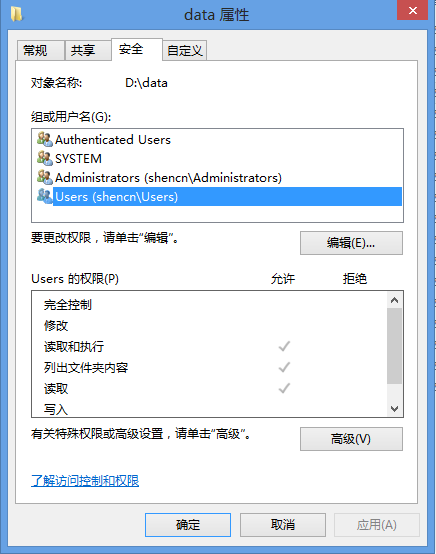 data 属性
常规 共享 安全 自定义
对象名称: D:\data
组或用户名(G):
Authenticated Users
SYSTEM
Administrators (shencn\Administrators)
Users (shencn\Users)
要更改权限，请单击“编辑”。
编辑(E)...
Users 的权限(P) 允许 拒绝
完全控制
修改
读取和执行
列出文件夹内容
读取
写入
有关特殊权限或高级设置，请单击“高级”。
高级(V)
了解访问控制和权限
确定 取消 应用(A)